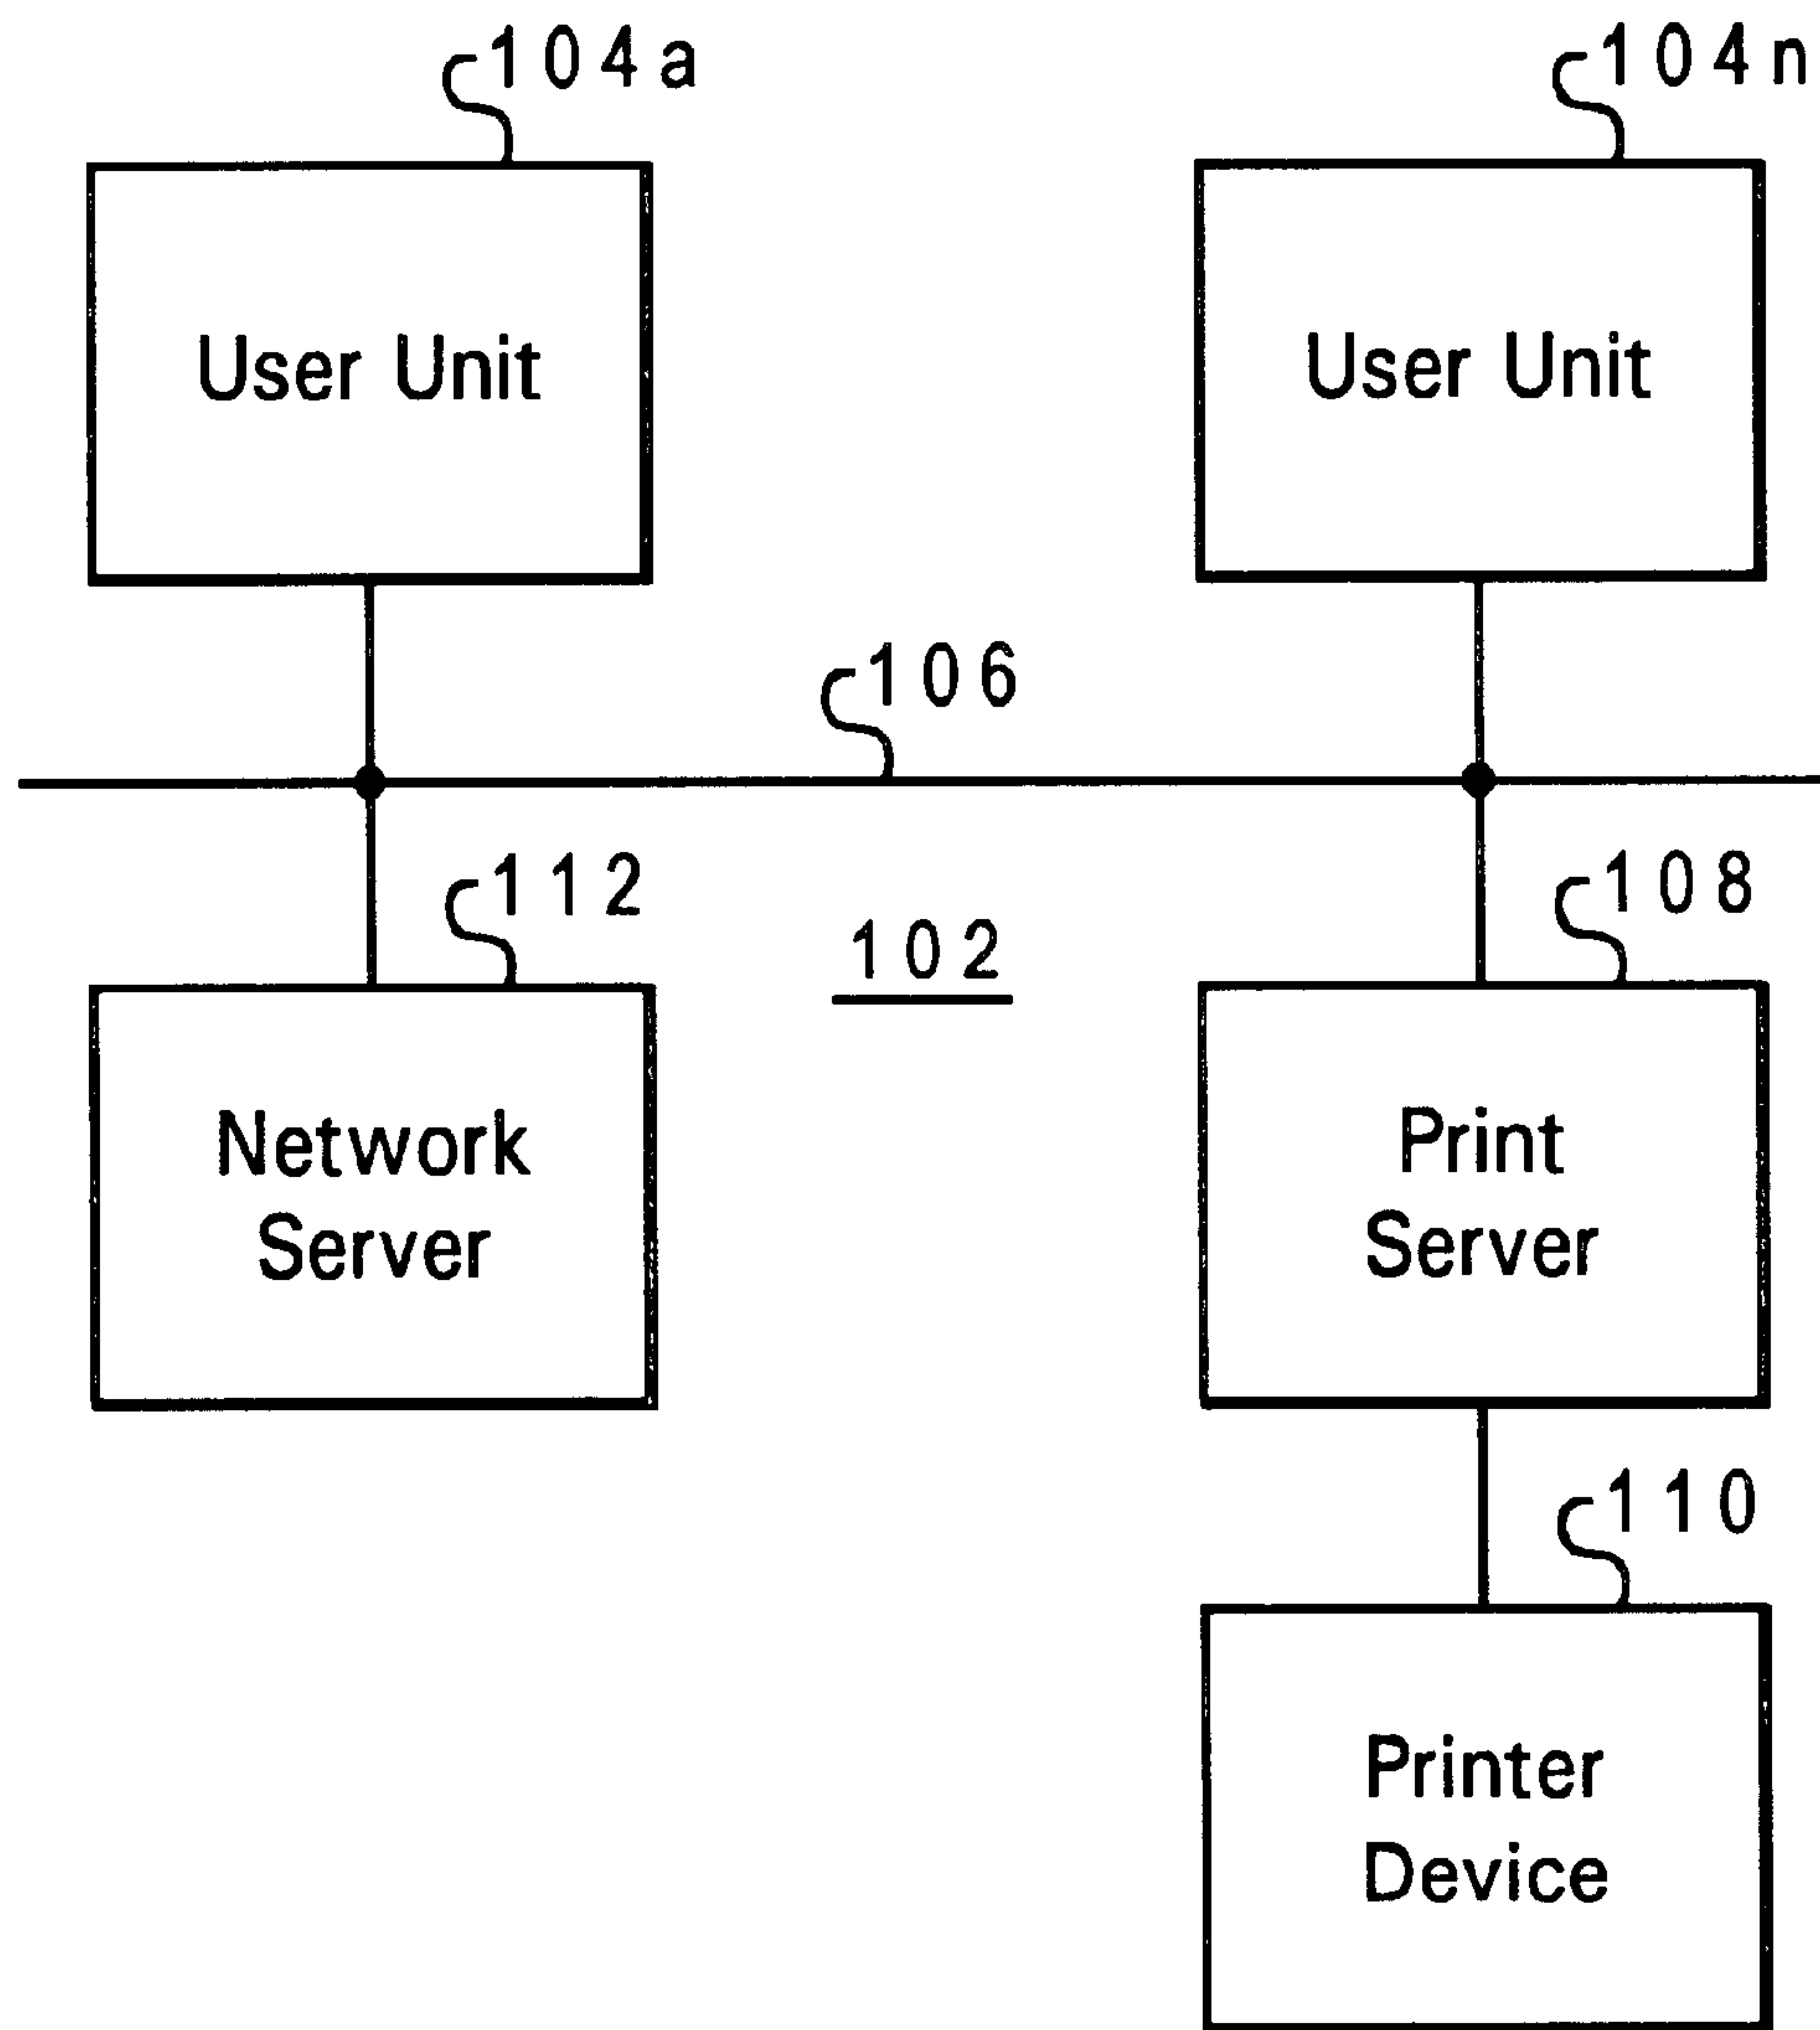 104a
104n
User Unit
User Unit
106
112
108
102
Network
Server
Print
Server
110
Printer
Device